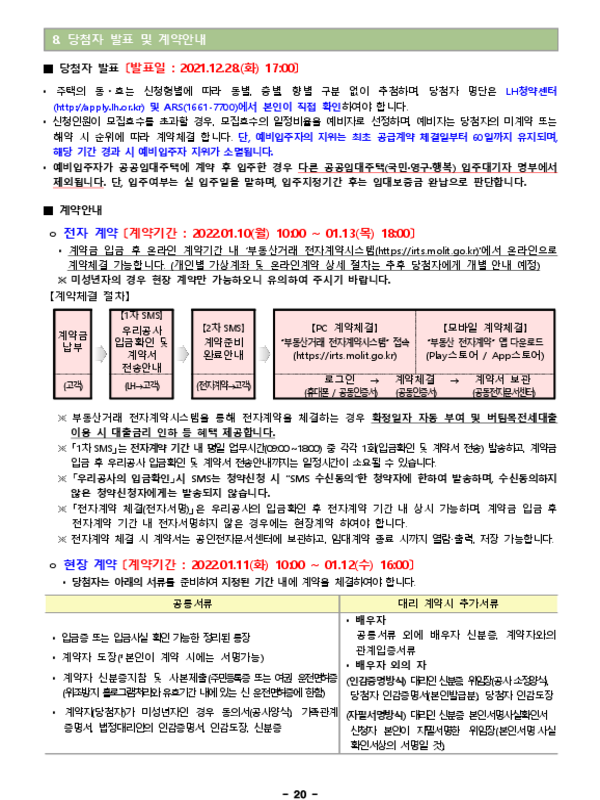 8. 당첨자 발표 및 계약안내
■ 당첨자 발표 [발표일 : 2021.12.28.(화) 17:00]
• 주택의 동・호는 신청형별에 따라 동별, 층별, 향별 구분 없이 추첨하며, 당첨자 명단은 LH청약센터
(http://apply.lh.or.kr) 및 ARS(1661-7700)에서 본인이 직접 확인하여야 합니다.
• 신청인원이 모집호수를 초과할 경우, 모집호수의 일정비율을 예비자로 선정하며, 예비자는 당첨자의 미계약 또는
해약 시 순위에 따라 계약체결 합니다. 단, 예비입주자의 지위는 최초 공급계약 체결일부터 60일까지 유지되며,
해당 기간 경과 시 예비입주자 지위가 소멸됩니다.
• 예비입주자가 공공임대주택에 계약 후 입주한 경우 다른 공공임대주택(국민·영구·행복) 입주대기자 명부에서
제외됩니다. 단, 입주여부는 실 입주일을 말하며, 입주지정기간 후는 임대보증금 완납으로 판단합니다.
■ 계약안내
○ 전자 계약 [계약기간 : 2022.01.10(월) 10:00 ~ 01.13(목) 18:00]
• 계약금 입금 후 온라인 계약기간 내 '부동산거래 전자계약시스템(https://irts.molit.go.kr)'에서 온라인으로
계약체결 가능합니다. (개인별 가상계좌 및 온라인계약 상세 절차는 추후 당첨자에게 개별 안내 예정)
※ 미성년자의 경우 현장 계약만 가능하오니 유의하여 주시기 바랍니다.
【계약체결 절차】
계약금
납부
(고객)
[1차 SMS]
우리공사
입금확인 및
계약서
전송안내
(LH→고객)
[2차 SMS]
계약준비
완료안내
(전자계약→고객)
[PC 계약체결]
"부동산거래 전자계약시스템" 접속
(https://irts.molit.go.kr)
[모바일 계약체결]
"부동산 전자계약" 앱 다운로드
(Play스토어 / App스토어)
로그인 → 계약체결 → 계약서 보관
(휴대폰 / 공동인증서) (공동인증서) (공동전자문서센터)
※ 부동산거래 전자계약시스템을 통해 전자계약을 체결하는 경우 확정일자 자동 부여 및 버팀목전세대출
이용 시 대출금리 인하 등 혜택 제공합니다.
※ 「1차 SMS」는 전자계약 기간 내 평일 업무시간(09:00~18:00) 중 각각 1회(입금확인 및 계약서 전송) 발송하고, 계약금
입금 후 우리공사 입금확인 및 계약서 전송안내까지는 일정시간이 소요될 수 있습니다.
※ 「우리공사의 입금확인」시 SMS는 청약신청 시 "SMS 수신동의"한 청약자에 한하여 발송하며, 수신동의하지
않은 청약신청자에게는 발송되지 않습니다.
※ 「전자계약 체결(전자서명)」은 우리공사의 입금확인 후 전자계약 기간 내 상시 가능하며, 계약금 입금 후
전자계약 기간 내 전자서명하지 않은 경우에는 현장계약 하여야 합니다.
※ 전자계약 체결 시 계약서는 공인전자문서센터에 보관하고, 임대계약 종료 시까지 열람·출력, 저장 가능합니다.
○ 현장 계약 [계약기간 : 2022.01.11(화) 10:00 ~ 01.12(수) 16:00]
• 당첨자는 아래의 서류를 준비하여 지정된 기간 내에 계약을 체결하여야 합니다.
공통서류
대리 계약시 추가서류
• 입금증 또는 입금사실 확인 가능한 정리된 통장
• 계약자 도장(*본인이 계약 시에는 서명가능)
• 계약자 신분증지참 및 사본제출(주민등록증 또는 여권, 운전면허증
(위조방지 홀로그램처리와 유효기간 내에 있는 신 운전면허증에 한함)
• 계약자(당첨자)가 미성년자인 경우 동의서(공사양식) 가족관계
증명서, 법정대리인의 인감증명서, 인감도장, 신분증
• 배우자
공통서류 외에 배우자 신분증, 계약자와의
관계입증서류
• 배우자 외의 자
(인감증명방식) 대리인 신분증, 위임장(공사 소정양식),
당첨자 인감증명서(본인발급분), 당첨자 인감도장
(자필서명방식) 대리인 신분증, 본인서명사실확인서
신청자 본인이 자필서명한 위임장(본인서명 사실
확인서상의 서명일 것)
- 20 -